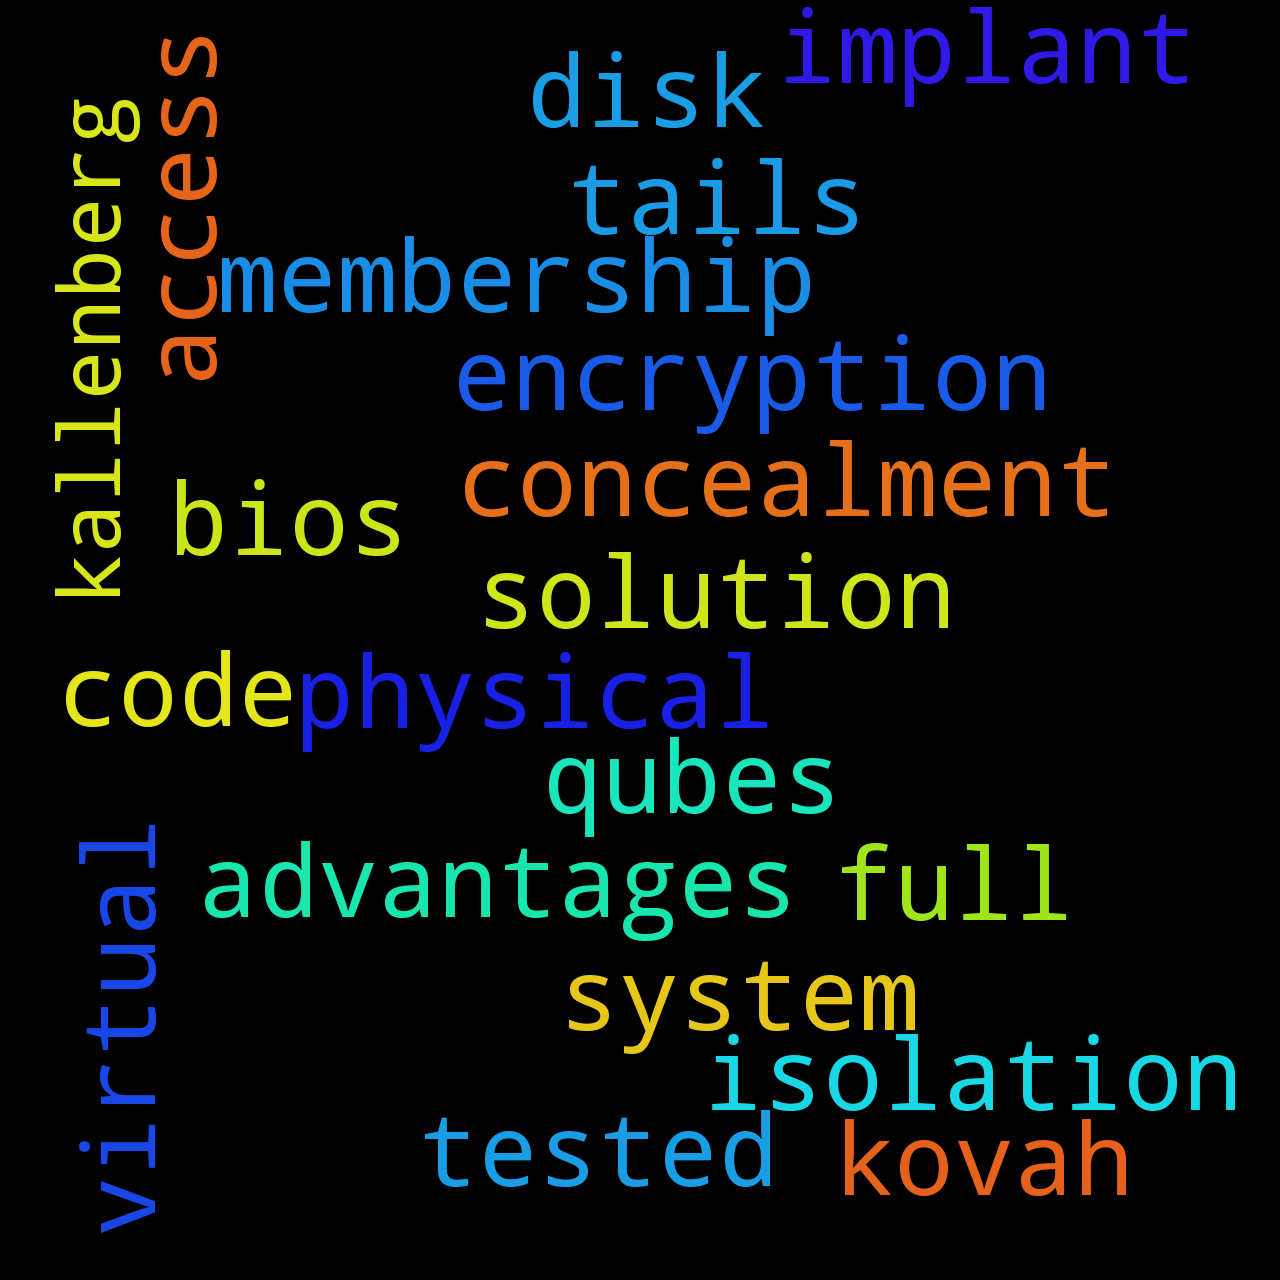 implant
disk
access
kallenberg
tails
membership
encryption
concealment
bios
solution
code
physical
qubes
advantages
full
virtual
system
isolation
tested
kovah